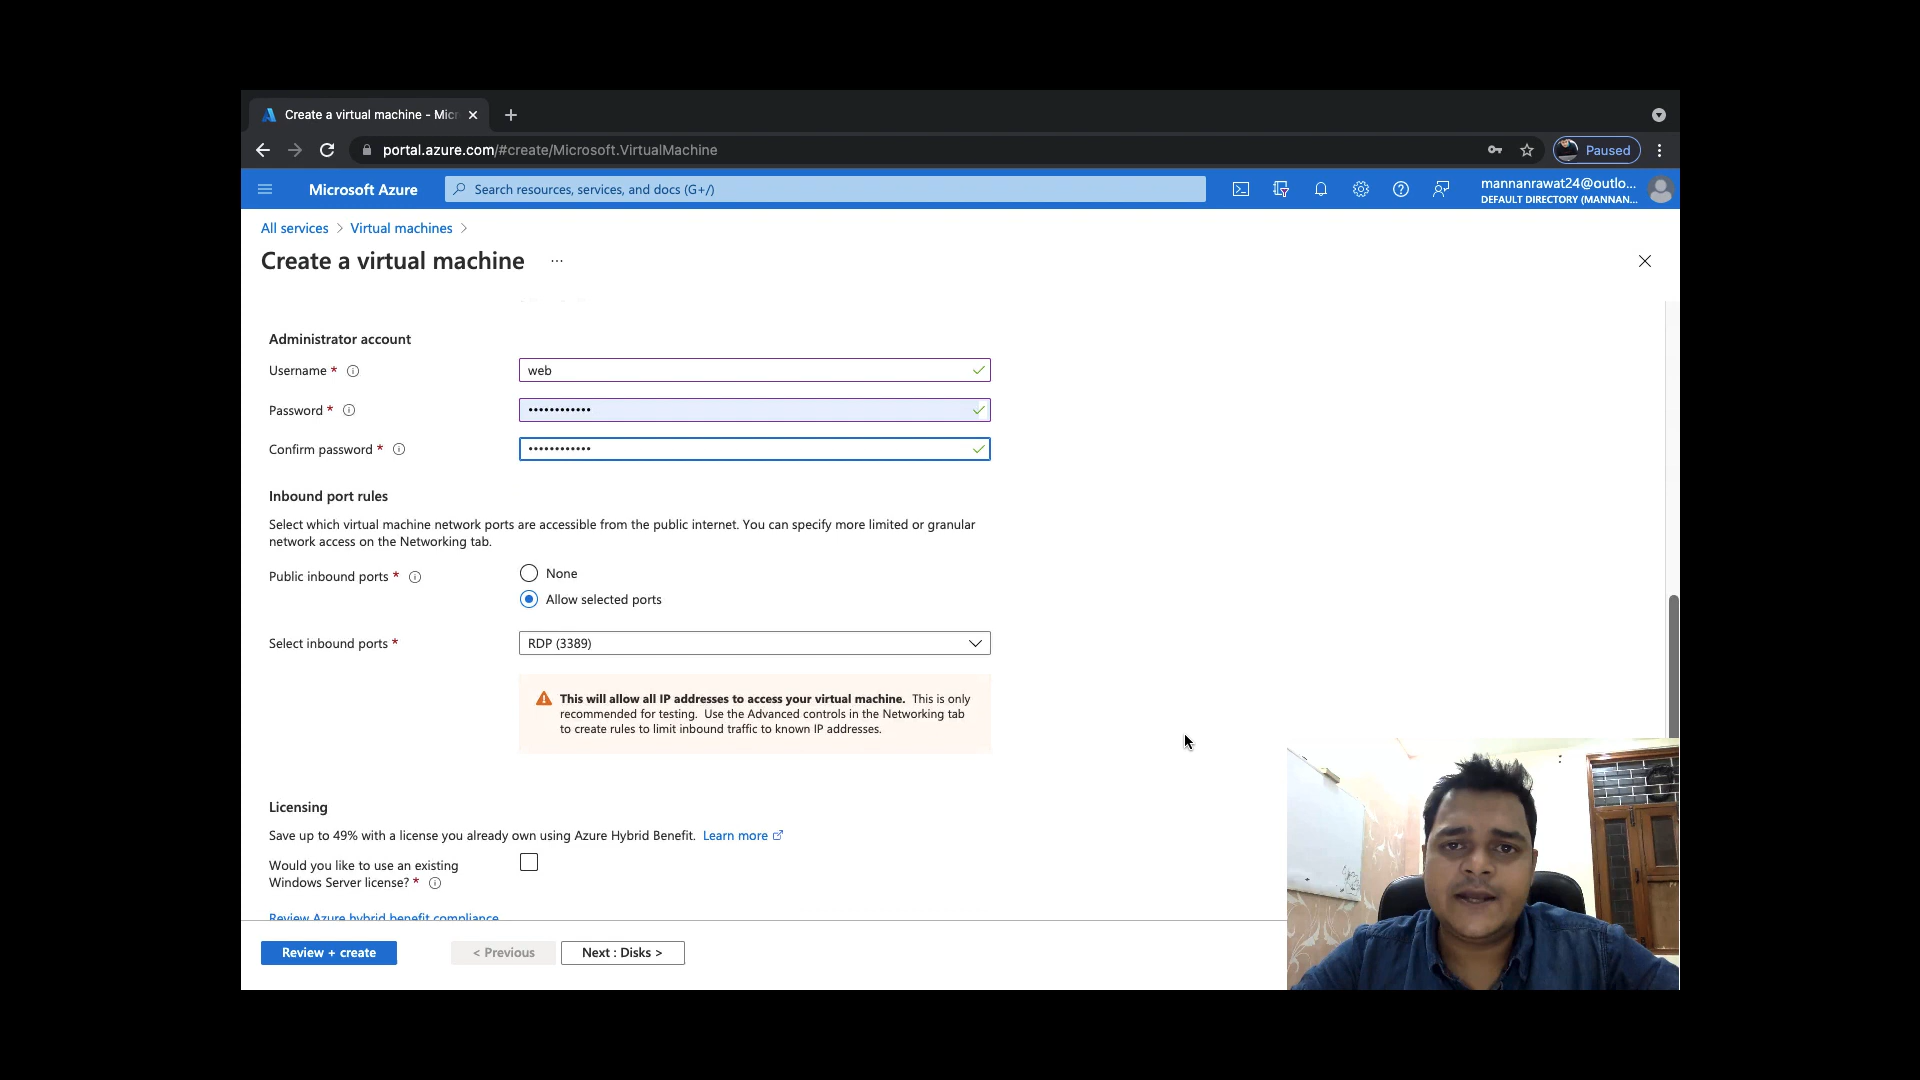 Create a virtual machine - Micr
portal.azure.com/#create/Microsoft.VirtualMachine
Paused
Microsoft Azure
Search resources, services, and docs (G+/)
mannanrawat24@outlo...
DEFAULT DIRECTORY (MANNAN...
All services > Virtual machines >
Create a virtual machine ...
Administrator account
Username *
web
Password *
••••••••••••
Confirm password *
••••••••••••
Inbound port rules
Select which virtual machine network ports are accessible from the public internet. You can specify more limited or granular
network access on the Networking tab.
Public inbound ports *
None
Allow selected ports
Select inbound ports *
RDP (3389)
This will allow all IP addresses to access your virtual machine. This is only
recommended for testing. Use the Advanced controls in the Networking tab
to create rules to limit inbound traffic to known IP addresses.
Licensing
Save up to 49% with a license you already own using Azure Hybrid Benefit. Learn more
Would you like to use an existing
Windows Server license? *
Review Azure hybrid benefit compliance
Review + create
< Previous
Next : Disks >